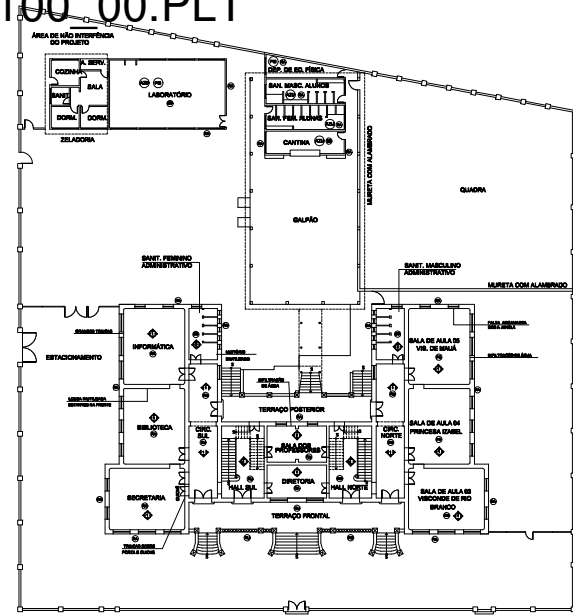 100_00.PLT
ÁREA DE NÃO INTERFÊNCIA
DO PROJETO
A. SERV.
COZINHA
SALA
SANIT.
DORM.
DORM.
ZELADORIA
LABORATÓRIO
DEP. DE ED. FÍSICA
SAN. MASC. ALUNOS
SAN. FEM. ALUNAS
CANTINA
MURETA COM ALAMBRADO
QUADRA
GALPÃO
SANIT. FEMININO
ADMINISTRATIVO
SANIT. MASCULINO
ADMINISTRATIVO
MURETA COM ALAMBRADO
ESTACIONAMENTO
INFORMÁTICA
SALA DE AULA 05
VIS. DE MAUÁ
INFILTRAÇÃO
DE ÁGUA
TERRAÇO POSTERIOR
BIBLIOTECA
CIRC.
SUL
SALA DOS
PROFESSORES
CIRC.
NORTE
SALA DE AULA 04
PRINCESA IZABEL
DIRETORIA
HALL SUL
HALL NORTE
SECRETARIA
SALA DE AULA 03
VISCONDE DE RIO
BRANCO
TERRAÇO FRONTAL